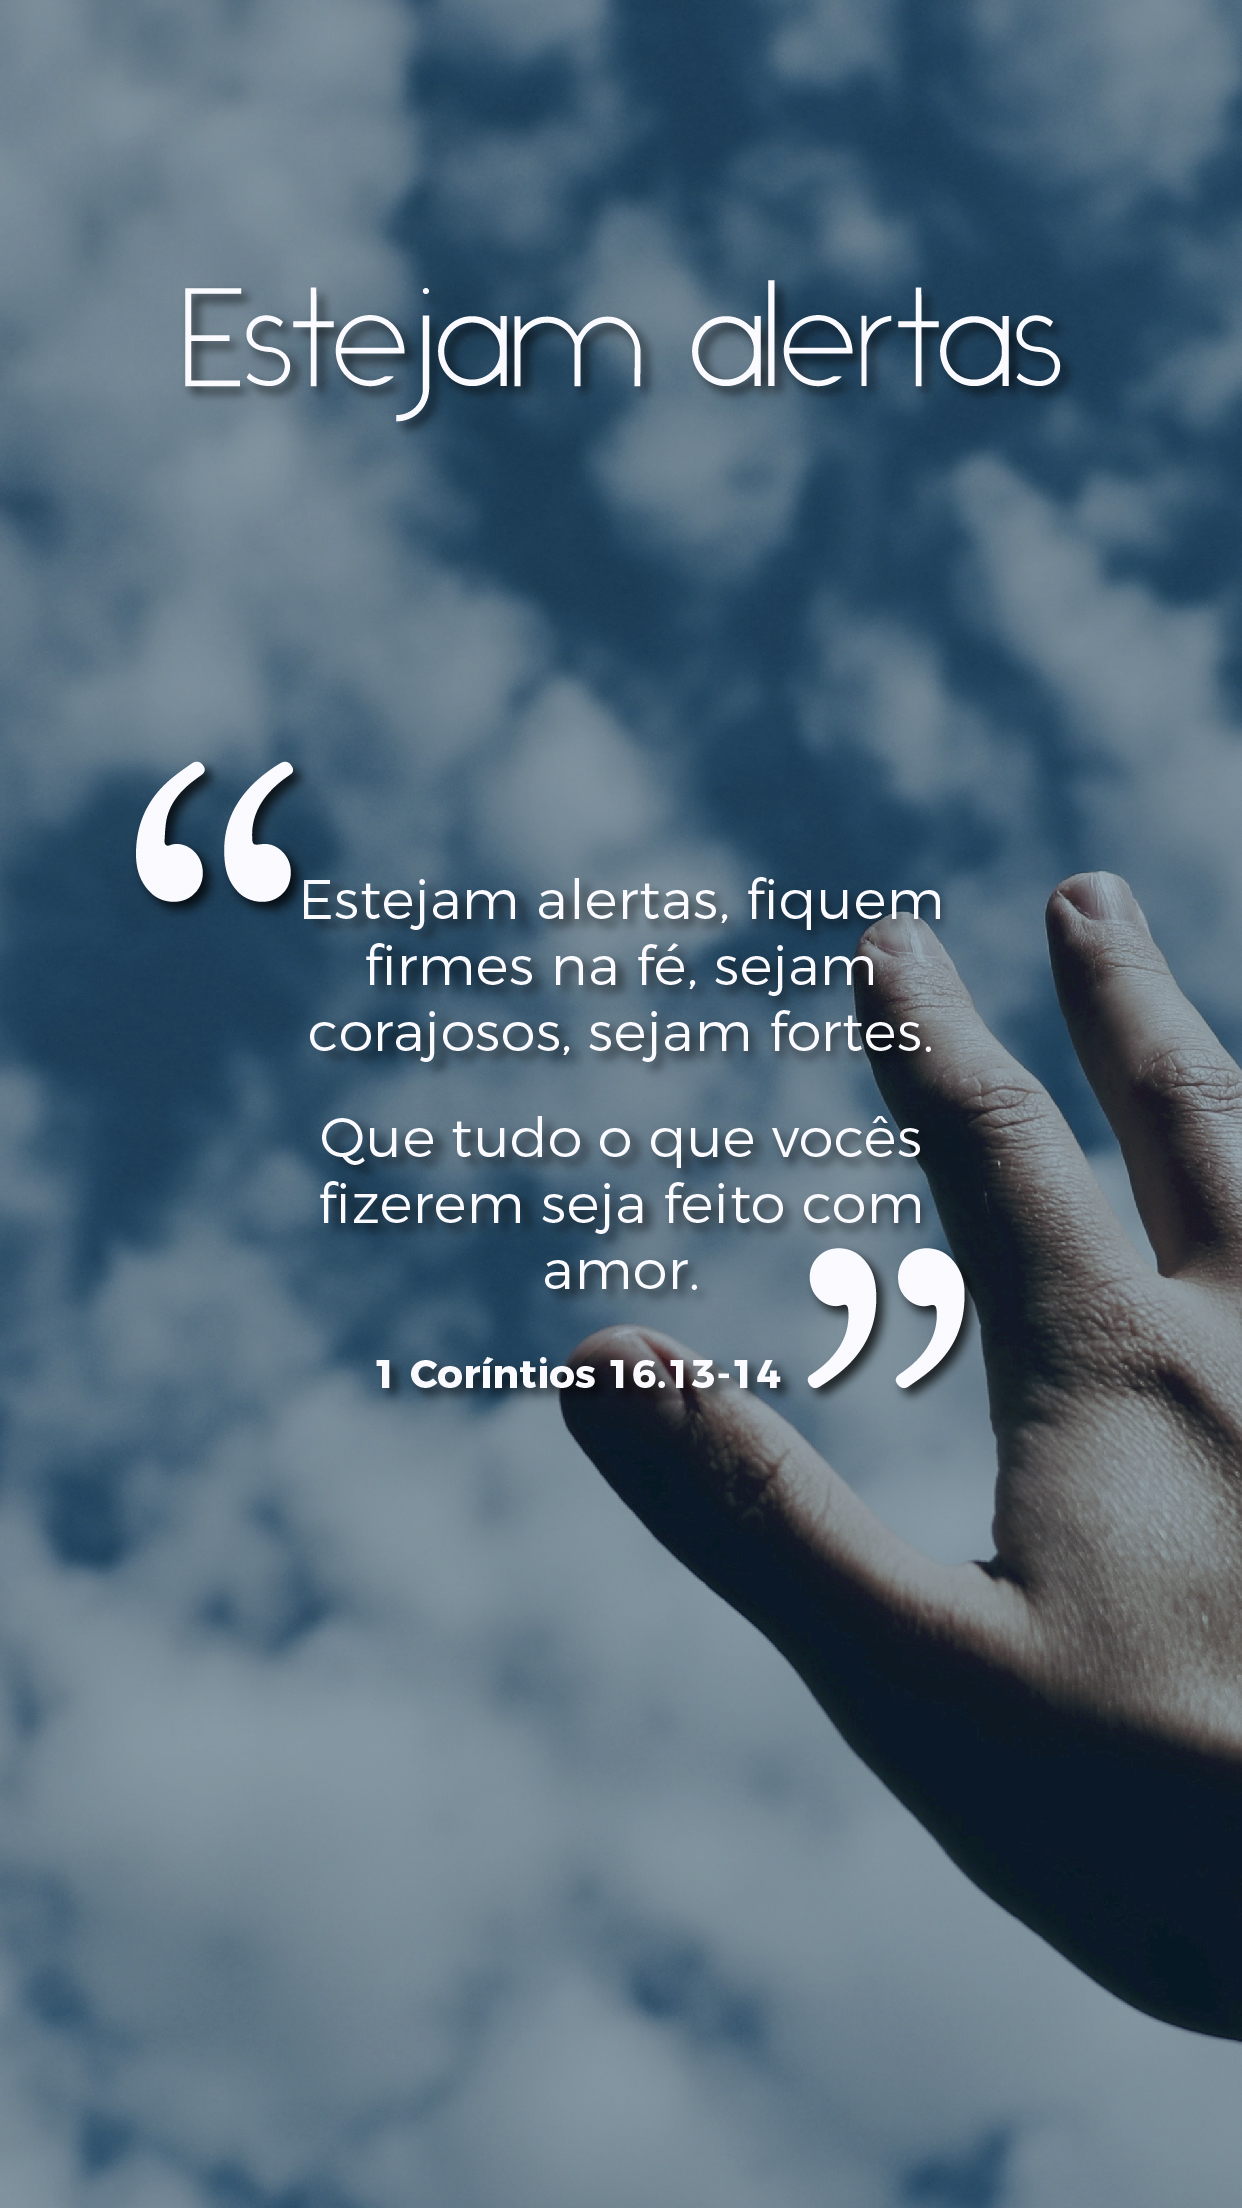 Estejam alertas
“Estejam alertas, fiquem
firmes na fé, sejam
corajosos, sejam fortes.
Que tudo o que vocês
fizerem seja feito com
amor.”
1 Coríntios 16.13-14